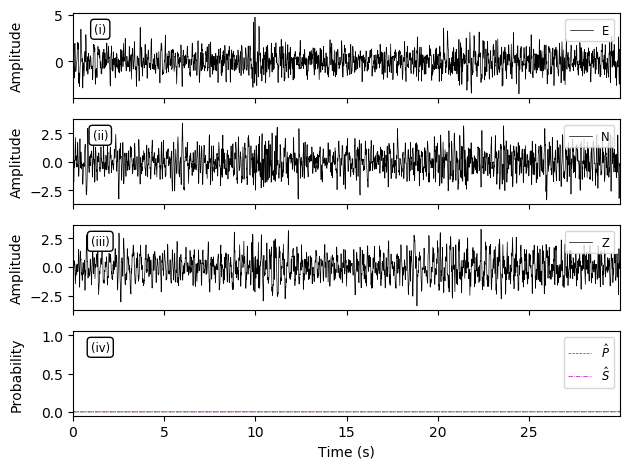 5
0
Amplitude
(i)
E
2.5
0.0
−2.5
Amplitude
(ii)
N
2.5
0.0
−2.5
Amplitude
(iii)
Z
1.0
0.5
0.0
Probability
(iv)
P̂
Ŝ
0 5 10 15 20 25
Time (s)